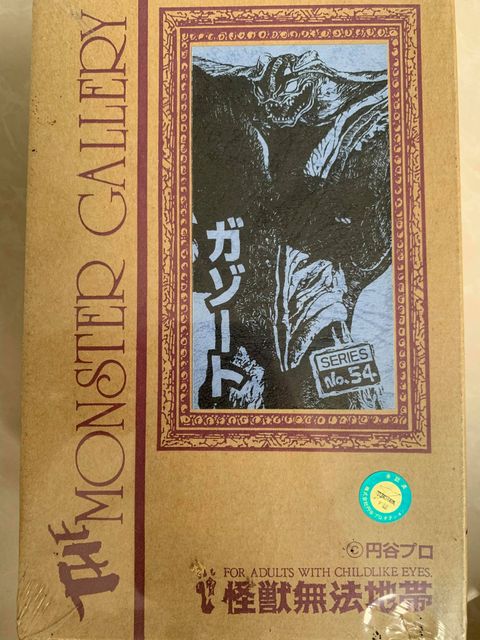 THE MONSTER GALLERY
ガゾート
SERIES
No.54
©円谷プロ
FOR ADULTS WITH CHILDLIKE EYES.
怪獣無法地帯